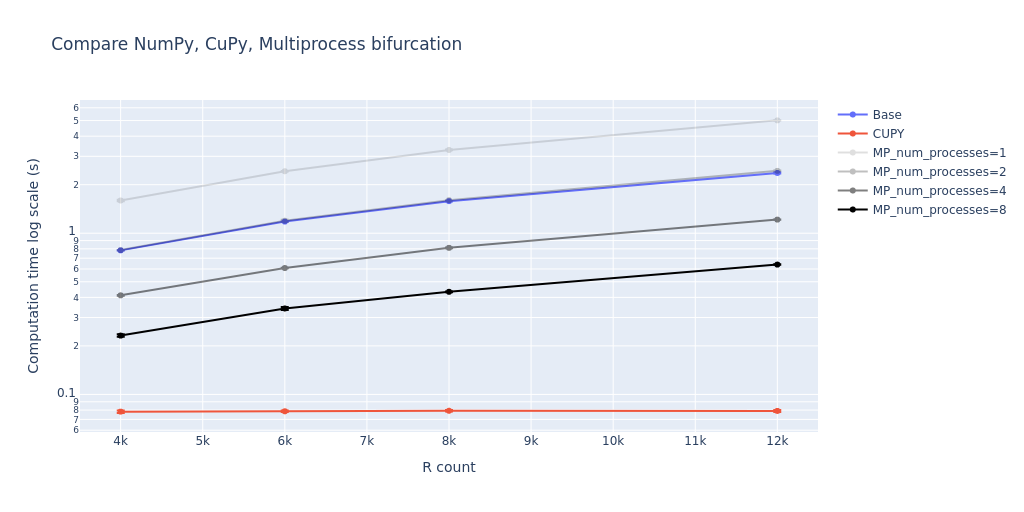 Compare NumPy, CuPy, Multiprocess bifurcation
Computation time log scale (s)
6
5
4
3
2
1
9
8
7
6
5
4
3
2
0.1
9
8
7
6
4k 5k 6k 7k 8k 9k 10k 11k 12k
R count
Base
CUPY
MP_num_processes=1
MP_num_processes=2
MP_num_processes=4
MP_num_processes=8